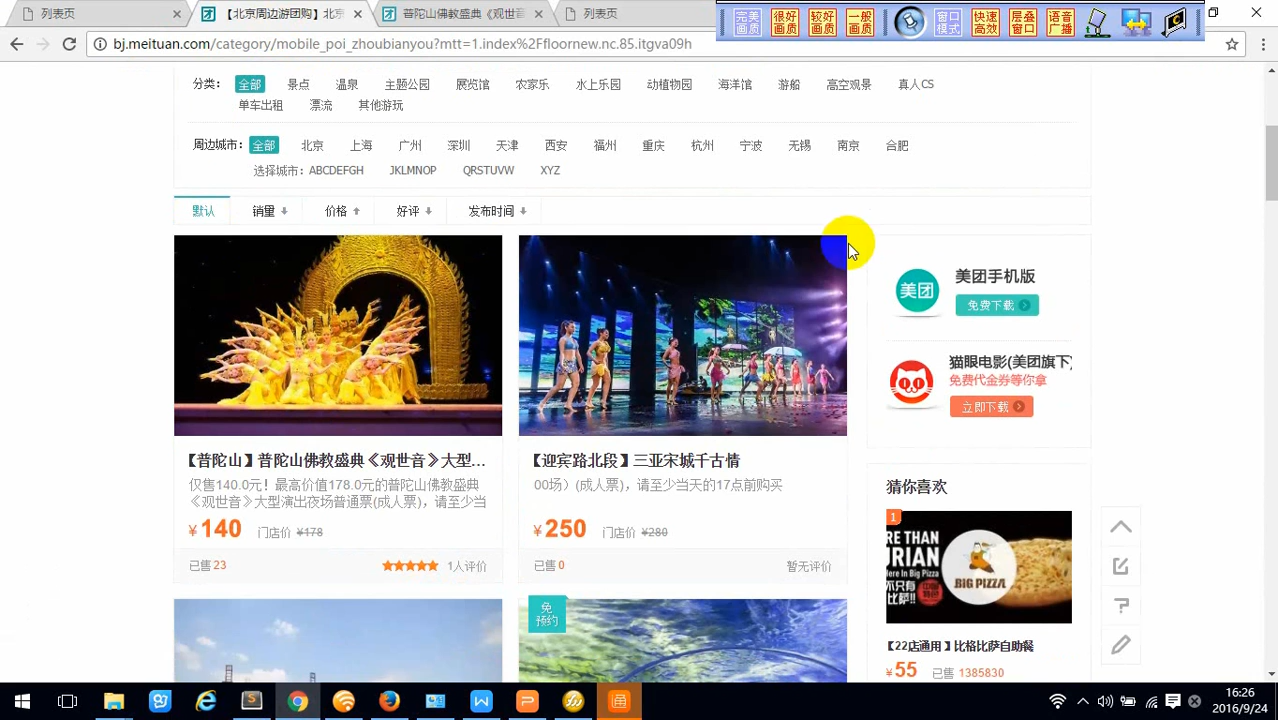 列表页
【北京周边游团购】北京
普陀山佛教盛典《观世音
列表页
完美画质
很好画质
较好画质
一般画质
窗口模式
快速高效
层叠窗口
语音广播
bj.meituan.com/category/mobile_poi_zhoubianyou?mtt=1.index%2Ffloornew.nc.85.itgva09h
分类： 全部 景点 温泉 主题公园 展览馆 农家乐 水上乐园 动植物园 海洋馆 游船 高空观景 真人CS
单车出租 漂流 其他游玩
周边城市： 全部 北京 上海 广州 深圳 天津 西安 福州 重庆 杭州 宁波 无锡 南京 合肥
选择城市： ABCDEFGH JKLMNOP QRSTUVW XYZ
默认 销量 价格 好评 发布时间
【普陀山】普陀山佛教盛典《观世音》大型...
仅售140.0元！最高价值178.0元的普陀山佛教盛典
《观世音》大型演出夜场普通票(成人票)，请至少当
¥140 门店价 ¥178
已售 23 1人评价
【迎宾路北段】三亚宋城千古情
00场）(成人票)，请至少当天的17点前购买
¥250 门店价 ¥280
已售 0 暂无评价
免
预约
美团
美团手机版
免费下载
猫眼电影(美团旗下)
免费代金券等你拿
立即下载
猜你喜欢
1
BIG PIZZA
【22店通用】比格比萨自助餐
¥55 已售 1385830
16:26
2016/9/24